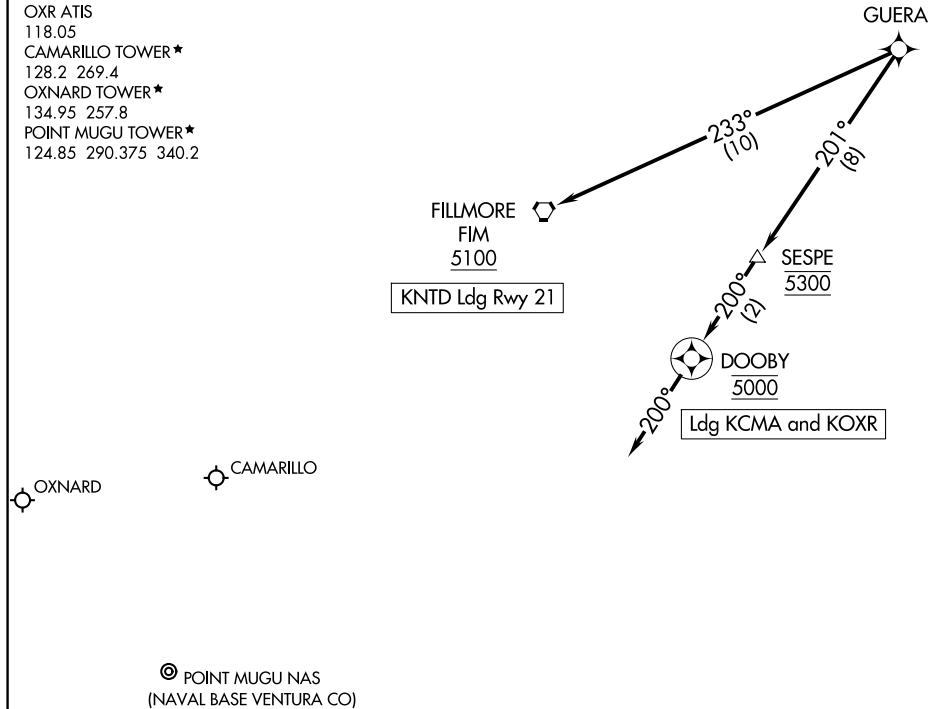 OXR ATIS
118.05
CAMARILLO TOWER★
128.2 269.4
OXNARD TOWER★
134.95 257.8
POINT MUGU TOWER★
124.85 290.375 340.2
GUERA
233°
(10)
201°
(8)
FILLMORE
FIM
5100
KNTD Ldg Rwy 21
SESPE
5300
200°
(2)
DOOBY
5000
Ldg KCMA and KOXR
200°
CAMARILLO
OXNARD
POINT MUGU NAS
(NAVAL BASE VENTURA CO)